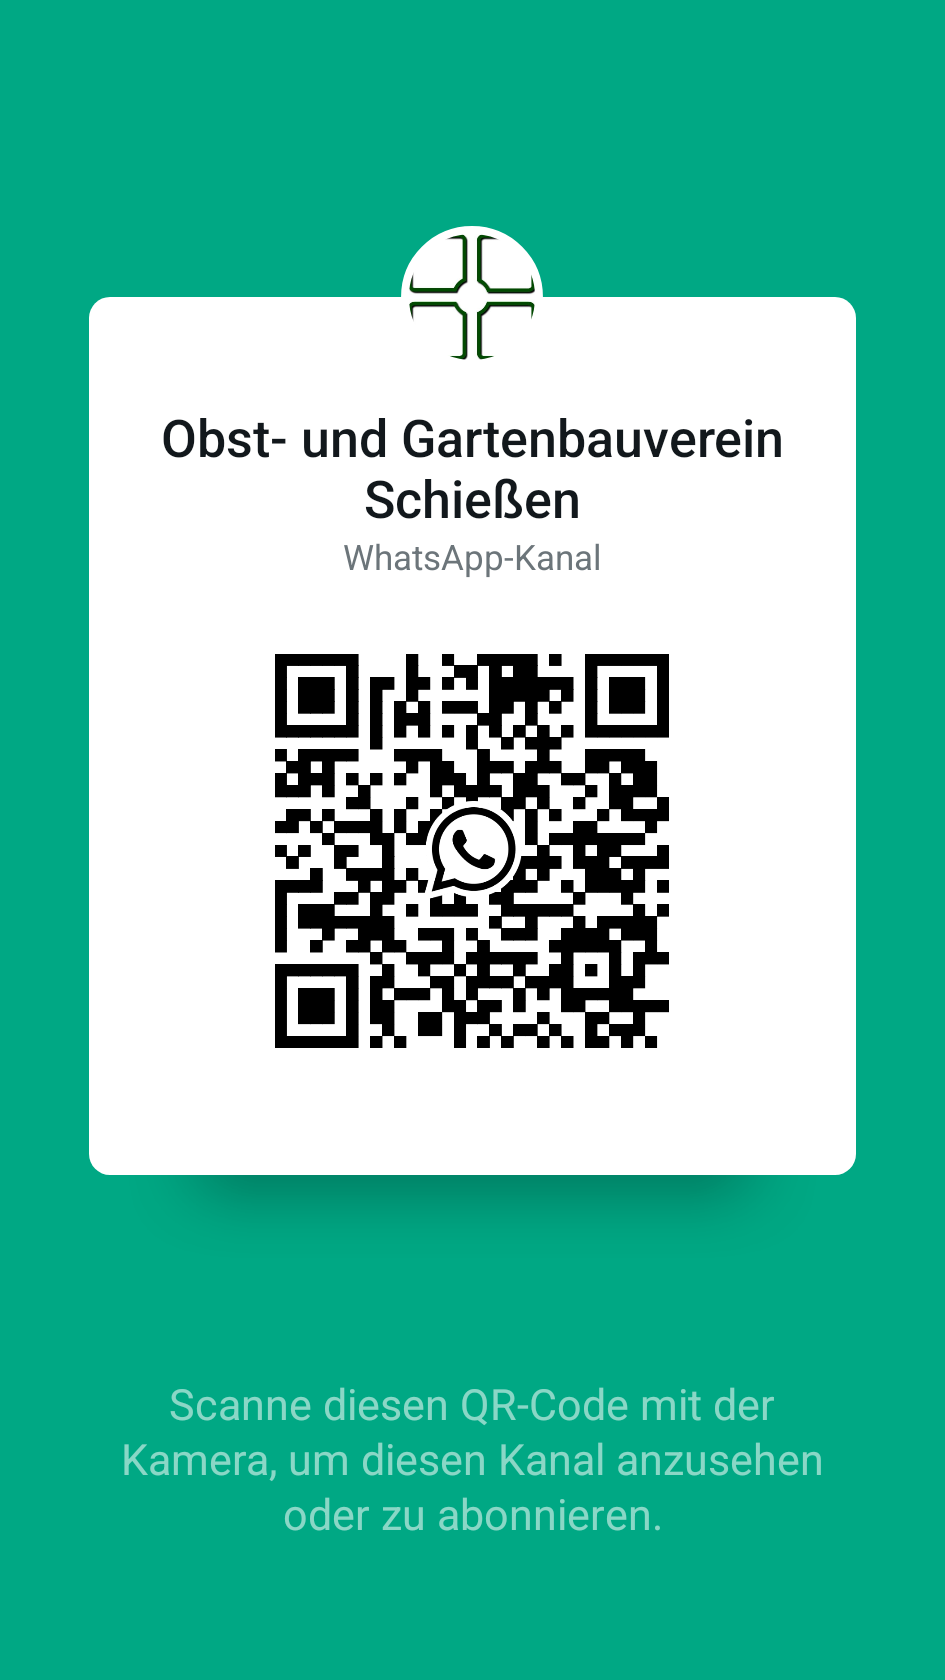 Obst- und Gartenbauverein
Schießen
WhatsApp-Kanal
Scanne diesen QR-Code mit der
Kamera, um diesen Kanal anzusehen
oder zu abonnieren.